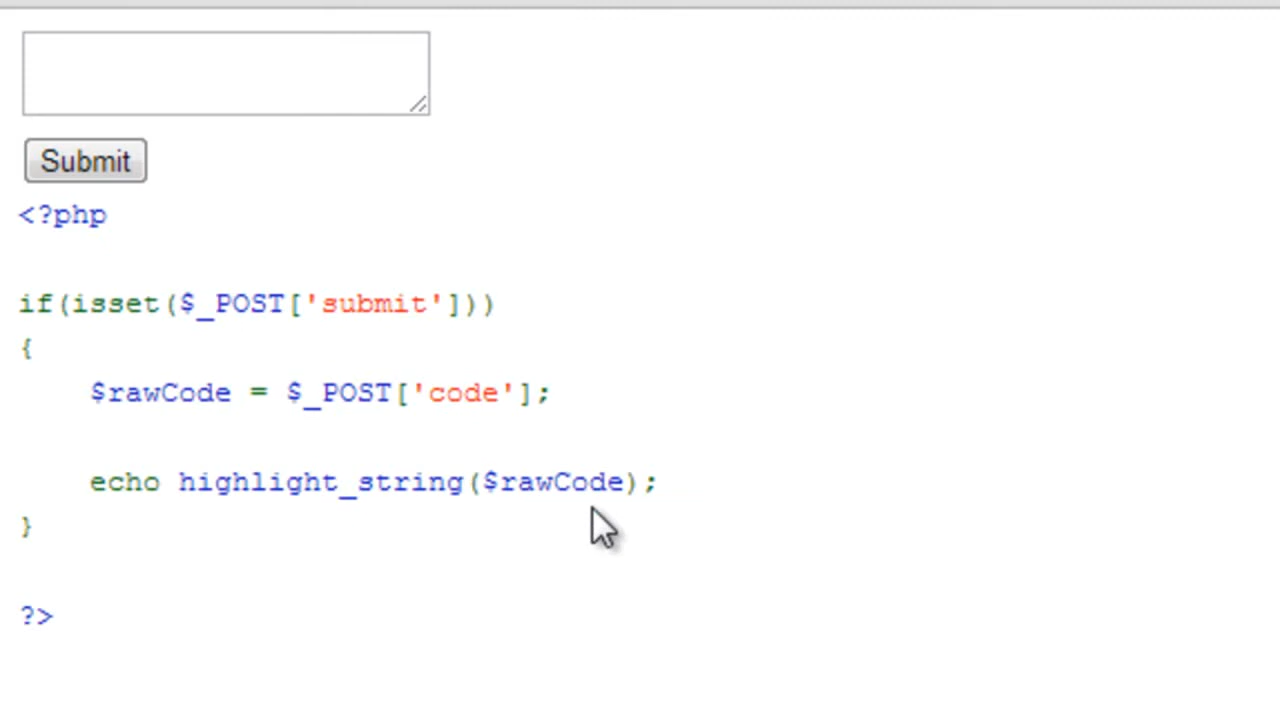 Submit
<?php
if(isset($_POST['submit']))
{
    $rawCode = $_POST['code'];
    echo highlight_string($rawCode);
}
?>